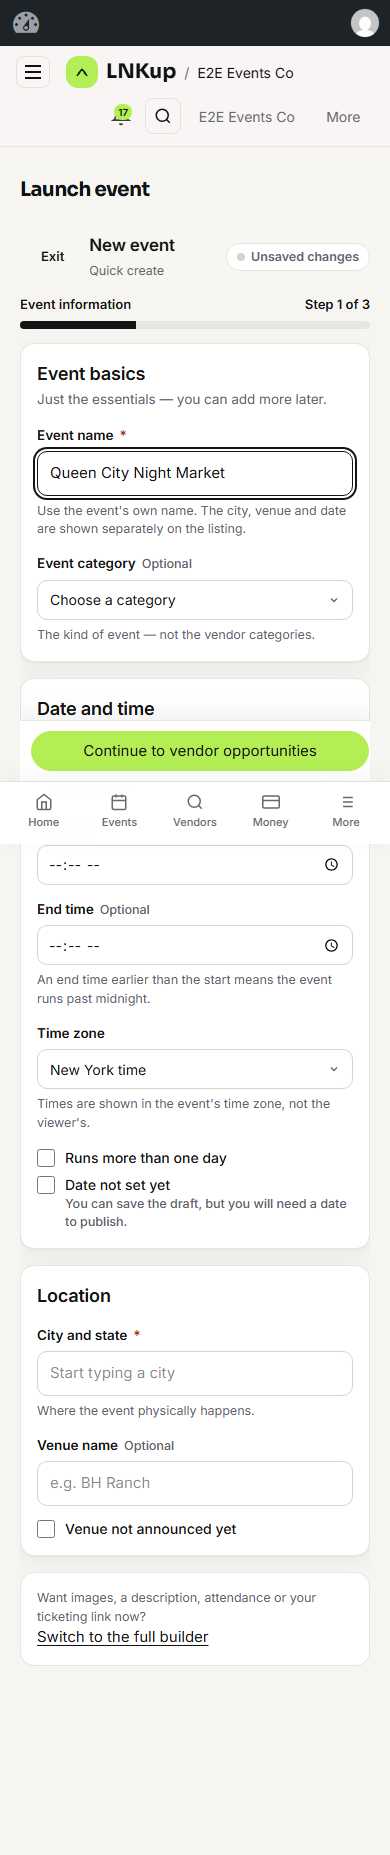 LNKup / E2E Events Co
17
E2E Events Co More
Launch event
Exit
New event
Quick create
Unsaved changes
Event information Step 1 of 3
Event basics
Just the essentials — you can add more later.
Event name *
Queen City Night Market
Use the event's own name. The city, venue and date
are shown separately on the listing.
Event category Optional
Choose a category
The kind of event — not the vendor categories.
Date and time
Continue to vendor opportunities
Home Events Vendors Money More
--:-- --
End time Optional
--:-- --
An end time earlier than the start means the event
runs past midnight.
Time zone
New York time
Times are shown in the event's time zone, not the
viewer's.
Runs more than one day
Date not set yet
You can save the draft, but you will need a date
to publish.
Location
City and state *
Start typing a city
Where the event physically happens.
Venue name Optional
e.g. BH Ranch
Venue not announced yet
Want images, a description, attendance or your
ticketing link now?
Switch to the full builder